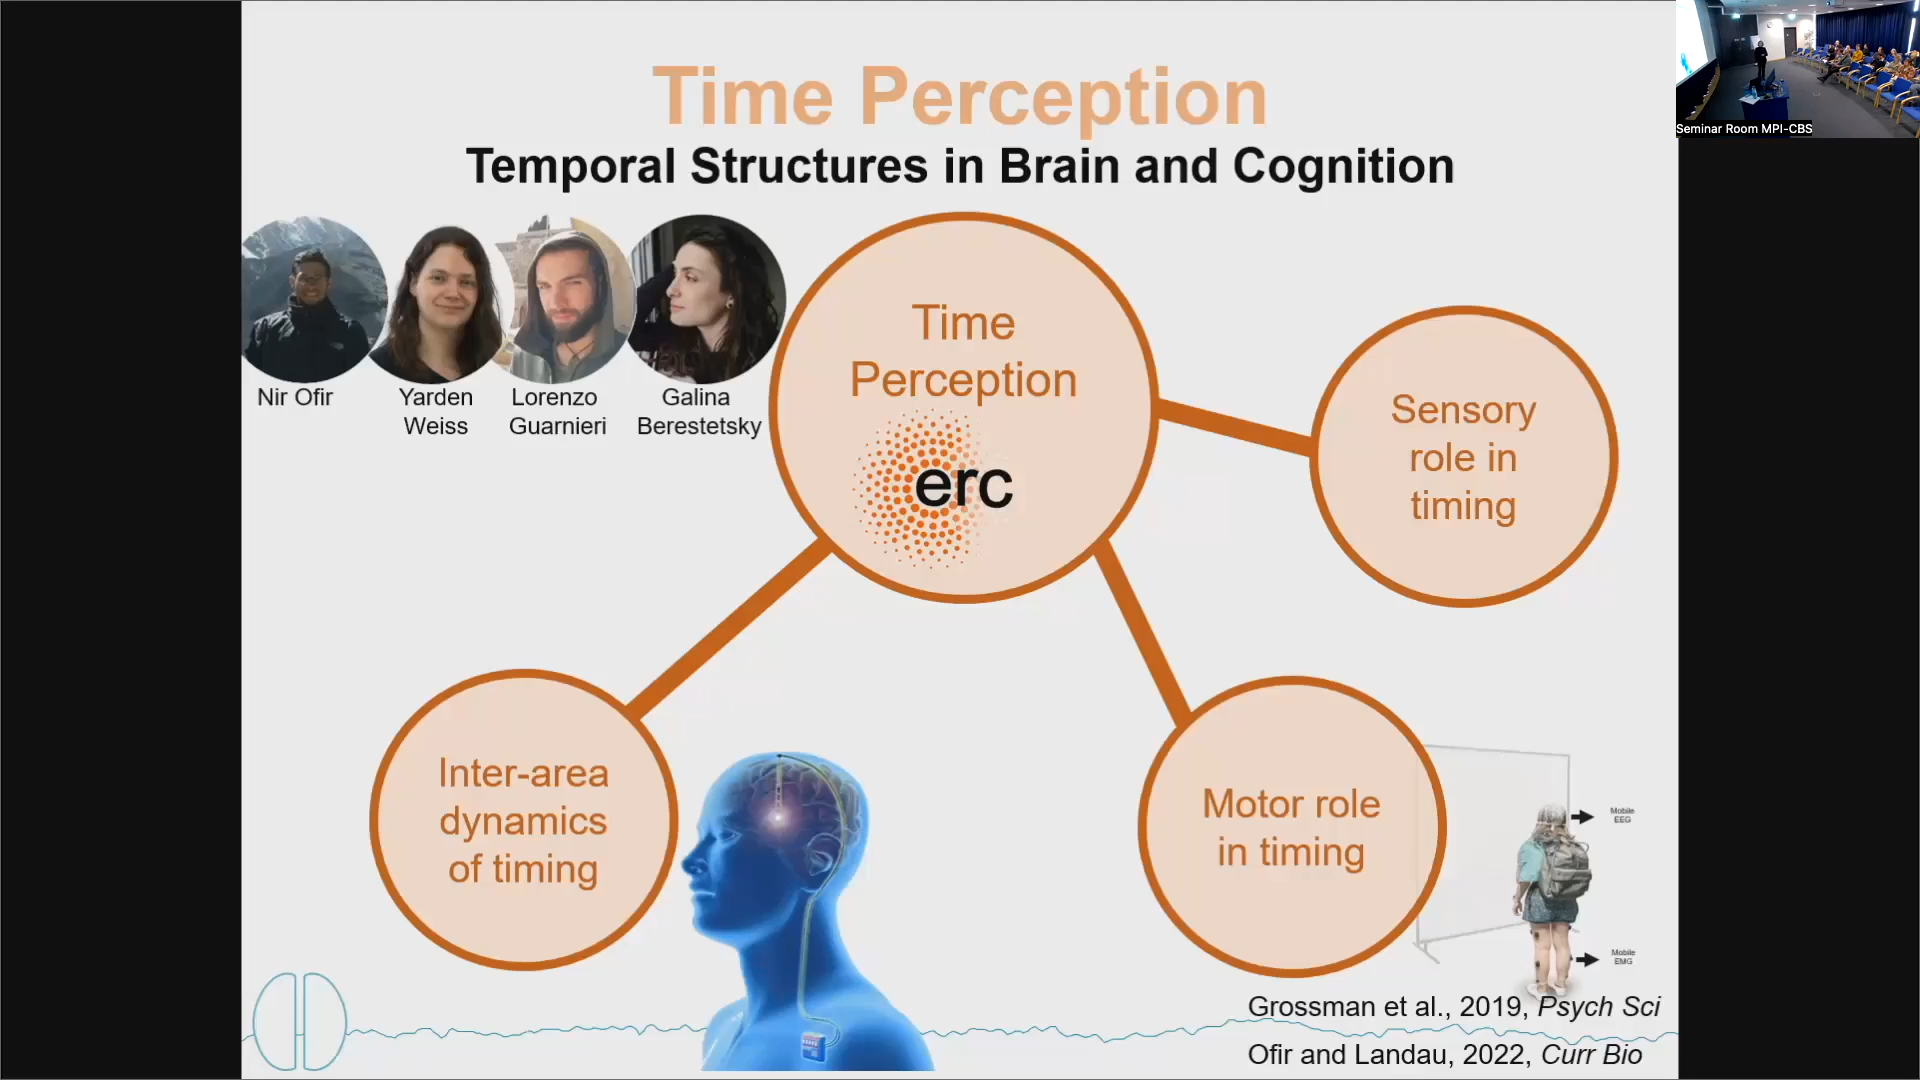 Time Perception
Temporal Structures in Brain and Cognition
Seminar Room MPI-CBS
Nir Ofir
Yarden
Weiss
Lorenzo
Guarnieri
Galina
Berestetsky
Time
Perception
erc
Sensory
role in
timing
Inter-area
dynamics
of timing
Motor role
in timing
Mobile
EEG
Mobile
EMG
Grossman et al., 2019, Psych Sci
Ofir and Landau, 2022, Curr Bio